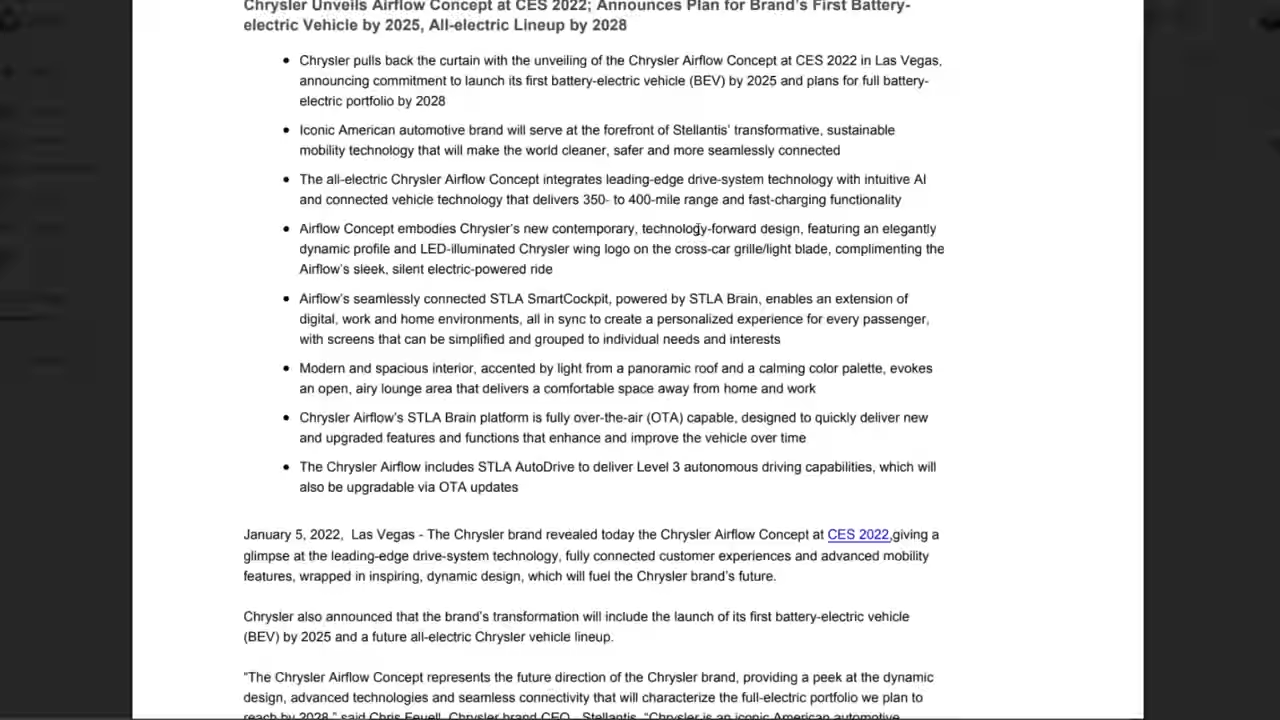 Chrysler Unveils Airflow Concept at CES 2022; Announces Plan for Brand's First Battery-
electric Vehicle by 2025, All-electric Lineup by 2028
• Chrysler pulls back the curtain with the unveiling of the Chrysler Airflow Concept at CES 2022 in Las Vegas,
announcing commitment to launch its first battery-electric vehicle (BEV) by 2025 and plans for full battery-
electric portfolio by 2028
• Iconic American automotive brand will serve at the forefront of Stellantis' transformative, sustainable
mobility technology that will make the world cleaner, safer and more seamlessly connected
• The all-electric Chrysler Airflow Concept integrates leading-edge drive-system technology with intuitive AI
and connected vehicle technology that delivers 350- to 400-mile range and fast-charging functionality
• Airflow Concept embodies Chrysler's new contemporary, technology-forward design, featuring an elegantly
dynamic profile and LED-illuminated Chrysler wing logo on the cross-car grille/light blade, complimenting the
Airflow's sleek, silent electric-powered ride
• Airflow's seamlessly connected STLA SmartCockpit, powered by STLA Brain, enables an extension of
digital, work and home environments, all in sync to create a personalized experience for every passenger,
with screens that can be simplified and grouped to individual needs and interests
• Modern and spacious interior, accented by light from a panoramic roof and a calming color palette, evokes
an open, airy lounge area that delivers a comfortable space away from home and work
• Chrysler Airflow's STLA Brain platform is fully over-the-air (OTA) capable, designed to quickly deliver new
and upgraded features and functions that enhance and improve the vehicle over time
• The Chrysler Airflow includes STLA AutoDrive to deliver Level 3 autonomous driving capabilities, which will
also be upgradable via OTA updates
January 5, 2022, Las Vegas - The Chrysler brand revealed today the Chrysler Airflow Concept at CES 2022,giving a
glimpse at the leading-edge drive-system technology, fully connected customer experiences and advanced mobility
features, wrapped in inspiring, dynamic design, which will fuel the Chrysler brand's future.
Chrysler also announced that the brand's transformation will include the launch of its first battery-electric vehicle
(BEV) by 2025 and a future all-electric Chrysler vehicle lineup.
"The Chrysler Airflow Concept represents the future direction of the Chrysler brand, providing a peek at the dynamic
design, advanced technologies and seamless connectivity that will characterize the full-electric portfolio we plan to
reach by 2028," said Chris Feuell, Chrysler brand CEO - Stellantis. "Chrysler is an iconic American automotive